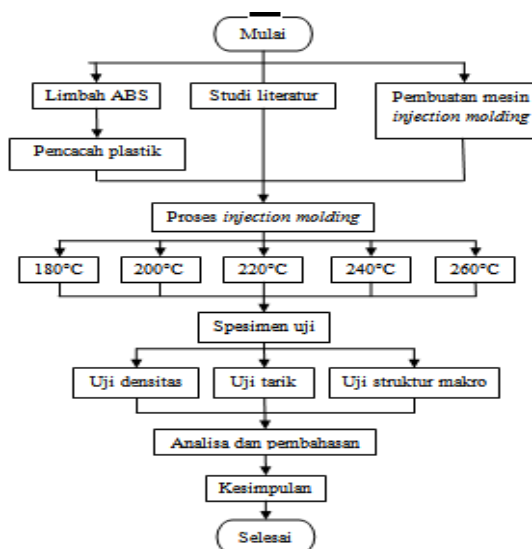 Mulai
Limbah ABS
Studi literatur
Pembuatan mesin
injection molding
Pencacah plastik
Proses injection molding
180°C
200°C
220°C
240°C
260°C
Spesimen uji
Uji densitas
Uji tarik
Uji struktur makro
Analisa dan pembahasan
Kesimpulan
Selesai